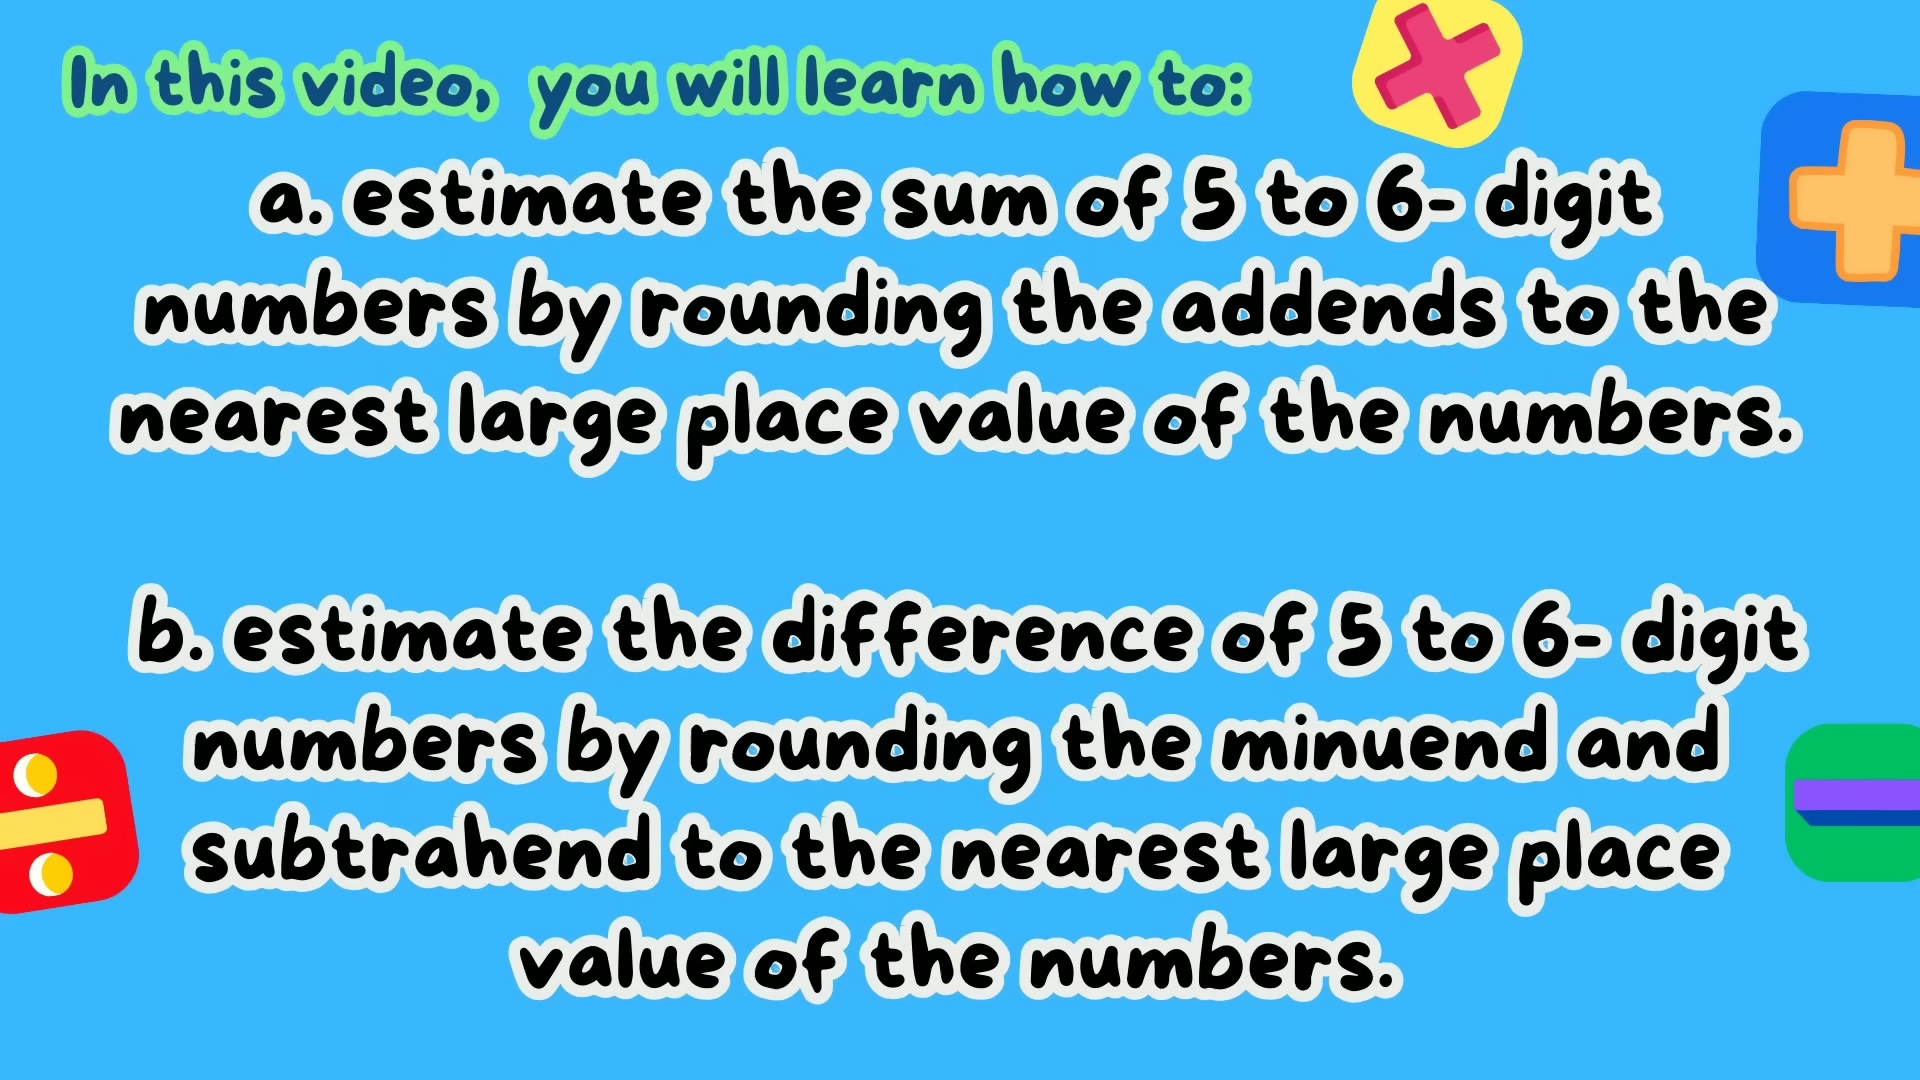 In this video, you will learn how to:
a. estimate the sum of 5 to 6- digit
numbers by rounding the addends to the
nearest large place value of the numbers.
b. estimate the difference of 5 to 6- digit
numbers by rounding the minuend and
subtrahend to the nearest large place
value of the numbers.